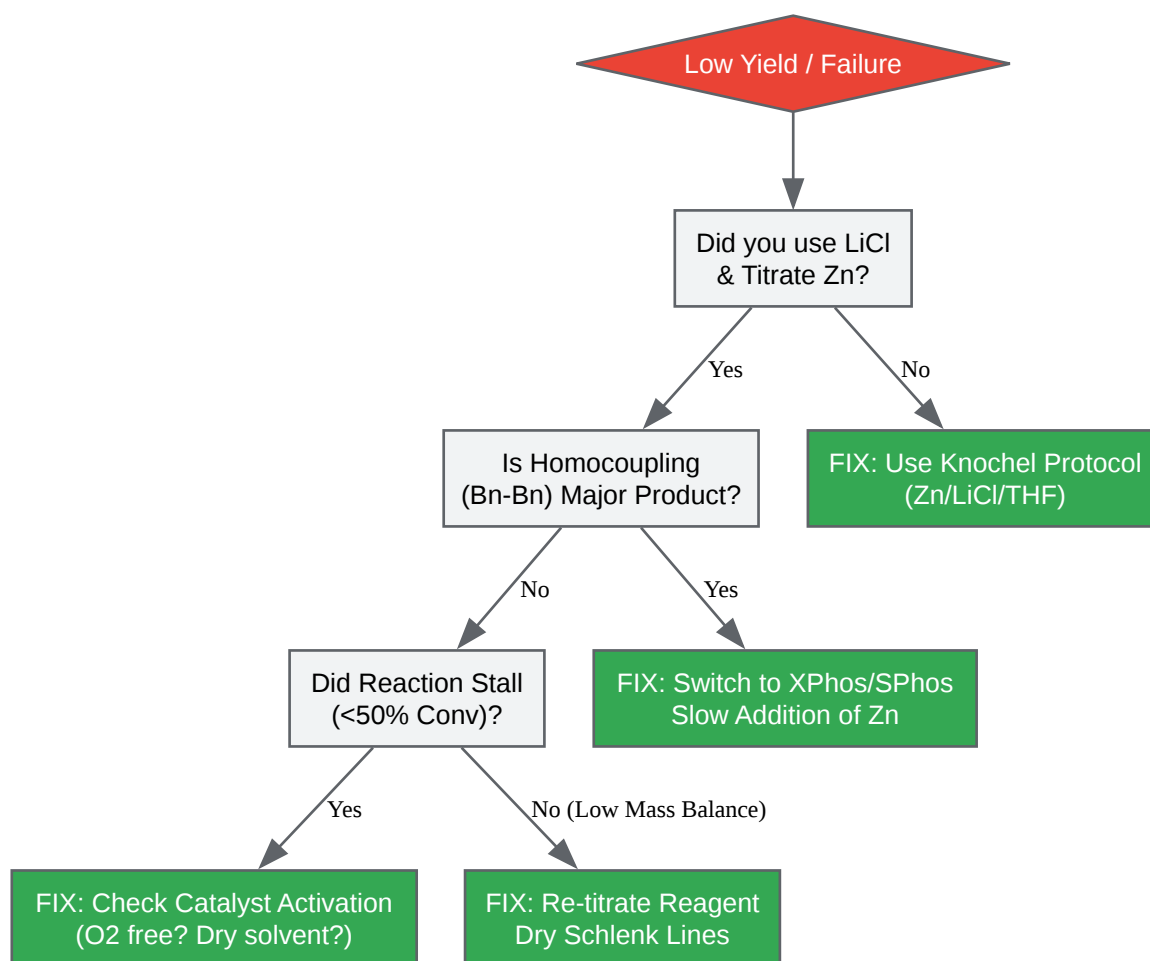 Low Yield / Failure
Did you use LiCl
& Titrate Zn?
Yes
No
Is Homocoupling
(Bn-Bn) Major Product?
FIX: Use Knochel Protocol
(Zn/LiCl/THF)
No
Yes
Did Reaction Stall
(<50% Conv)?
FIX: Switch to XPhos/SPhos
Slow Addition of Zn
Yes
No (Low Mass Balance)
FIX: Check Catalyst Activation
(O2 free? Dry solvent?)
FIX: Re-titrate Reagent
Dry Schlenk Lines